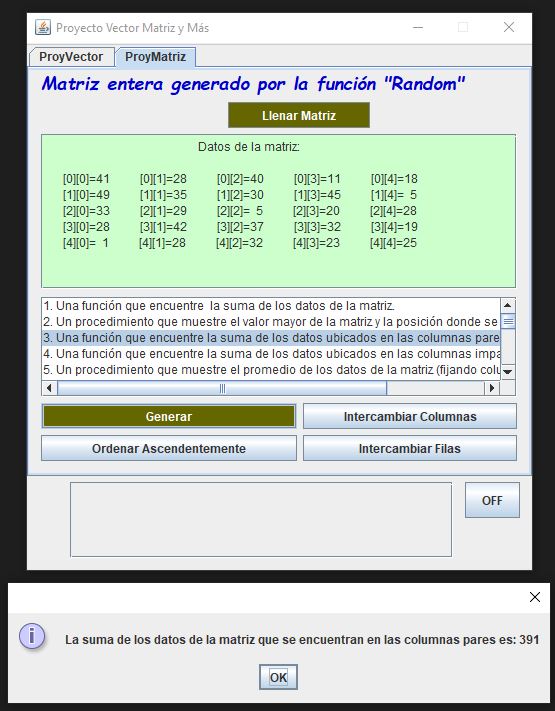 Proyecto Vector Matriz y Más
ProyVector ProyMatriz
Matriz entera generado por la función "Random"
Llenar Matriz
Datos de la matriz:
[0][0]=41 [0][1]=28 [0][2]=40 [0][3]=11 [0][4]=18
[1][0]=49 [1][1]=35 [1][2]=30 [1][3]=45 [1][4]= 5
[2][0]=33 [2][1]=29 [2][2]= 5 [2][3]=20 [2][4]=28
[3][0]=28 [3][1]=42 [3][2]=37 [3][3]=32 [3][4]=19
[4][0]= 1 [4][1]=28 [4][2]=32 [4][3]=23 [4][4]=25
1. Una función que encuentre la suma de los datos de la matriz.
2. Un procedimiento que muestre el valor mayor de la matriz y la posición donde se
3. Una función que encuentre la suma de los datos ubicados en las columnas pare
4. Una función que encuentre la suma de los datos ubicados en las columnas impa
5. Un procedimiento que muestre el promedio de los datos de la matriz (fijando colu
Generar Intercambiar Columnas
Ordenar Ascendentemente Intercambiar Filas
OFF
La suma de los datos de la matriz que se encuentran en las columnas pares es: 391
OK